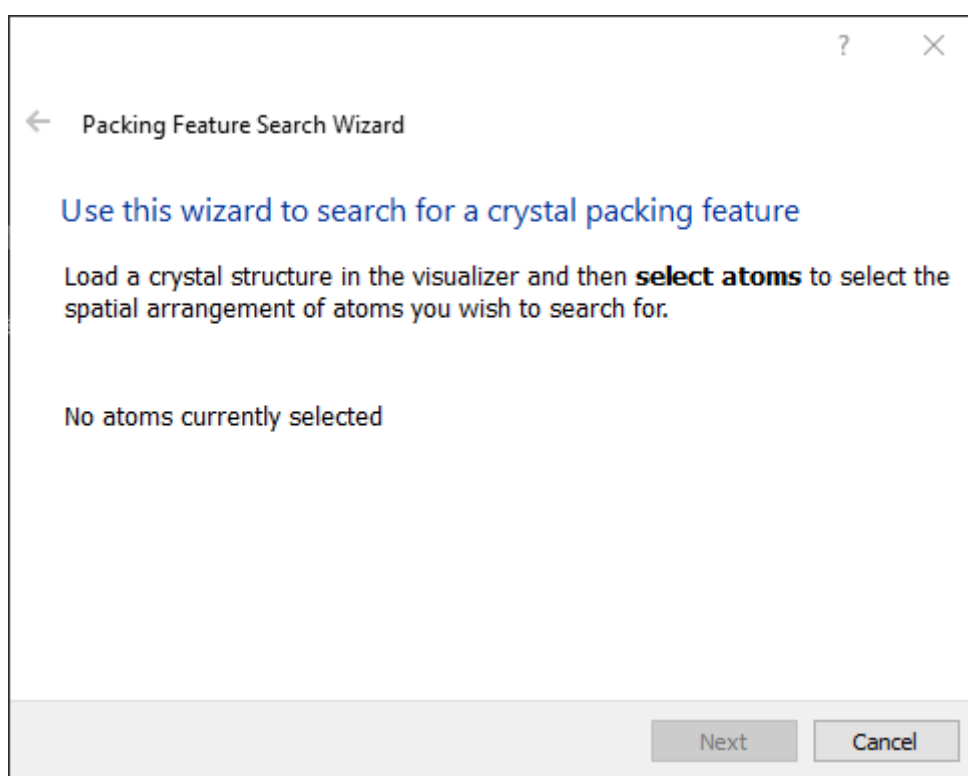 ?
Packing Feature Search Wizard
Use this wizard to search for a crystal packing feature
Load a crystal structure in the visualizer and then select atoms to select the
spatial arrangement of atoms you wish to search for.
No atoms currently selected
Next Cancel